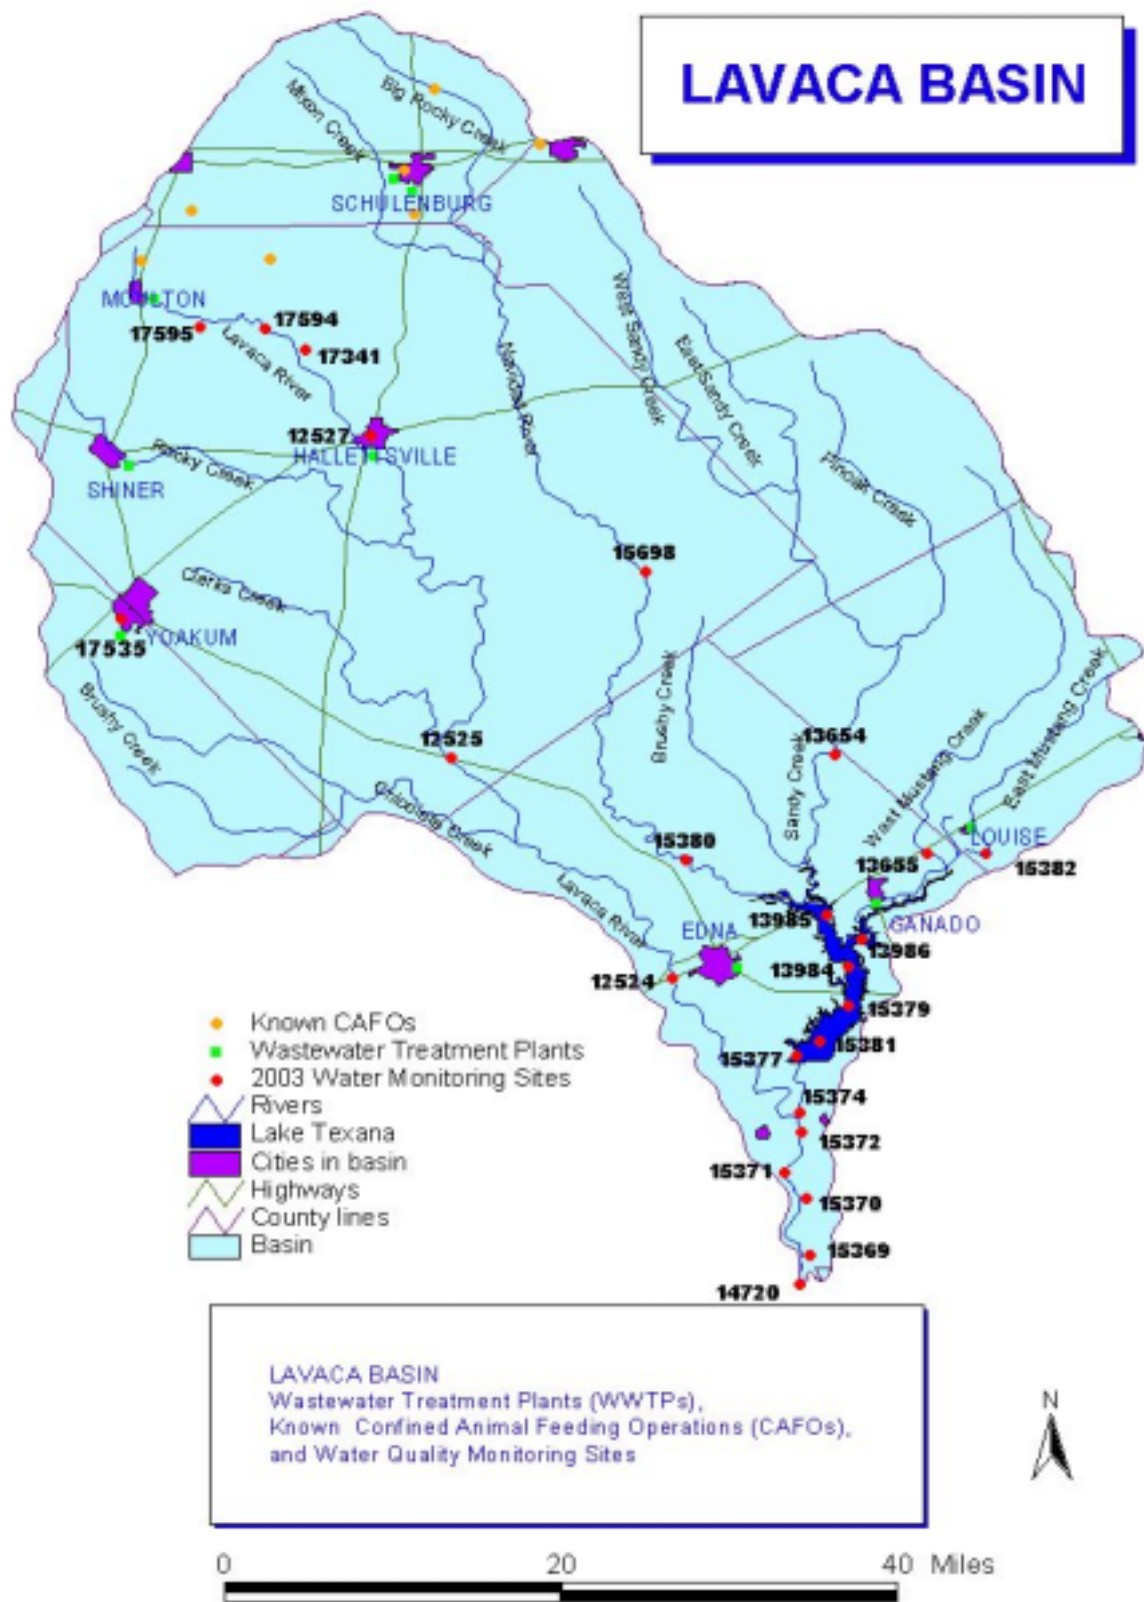 LAVACA BASIN
Mixon Creek
Big Rocky Creek
SCHULENBURG
MOULTON
17595
17594
17341
Lavaca River
Navidad River
West Sandy Creek
East Sandy Creek
Pinoak Creek
12527
HALLETTSVILLE
Rocky Creek
SHINER
15698
Clarks Creek
YOAKUM
17535
Brushy Creek
Brushy Creek
12525
13654
Sandy Creek
West Mustang Creek
East Mustang Creek
Chicolete Creek
15380
LOUISE
13655
15382
Lavaca River
EDNA
13985
GANADO
13986
13984
12524
15379
15381
15377
15374
15372
15371
15370
15369
14720
Known CAFOs
Wastewater Treatment Plants
2003 Water Monitoring Sites
Rivers
Lake Texana
Cities in basin
Highways
County lines
Basin
LAVACA BASIN
Wastewater Treatment Plants (WWTPs),
Known Confined Animal Feeding Operations (CAFOs),
and Water Quality Monitoring Sites
N
0 20 40 Miles